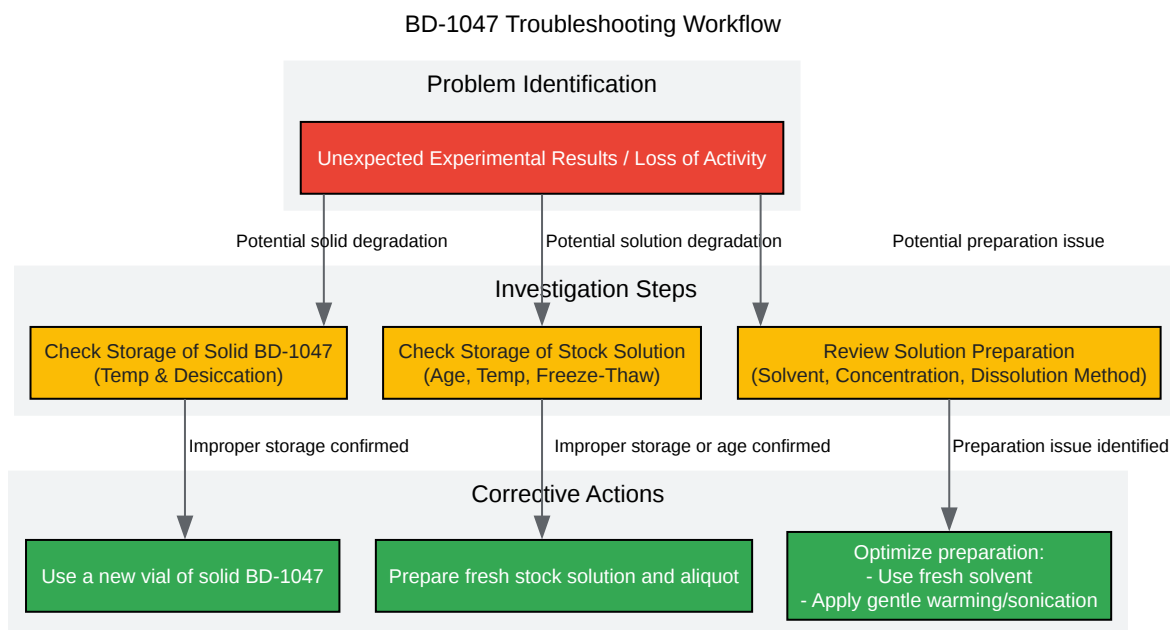 BD-1047 Troubleshooting Workflow
Problem Identification
Unexpected Experimental Results / Loss of Activity
Potential solid degradation
Potential solution degradation
Potential preparation issue
Investigation Steps
Check Storage of Solid BD-1047
(Temp & Desiccation)
Check Storage of Stock Solution
(Age, Temp, Freeze-Thaw)
Review Solution Preparation
(Solvent, Concentration, Dissolution Method)
Improper storage confirmed
Improper storage or age confirmed
Preparation issue identified
Corrective Actions
Use a new vial of solid BD-1047
Prepare fresh stock solution and aliquot
Optimize preparation:
- Use fresh solvent
- Apply gentle warming/sonication